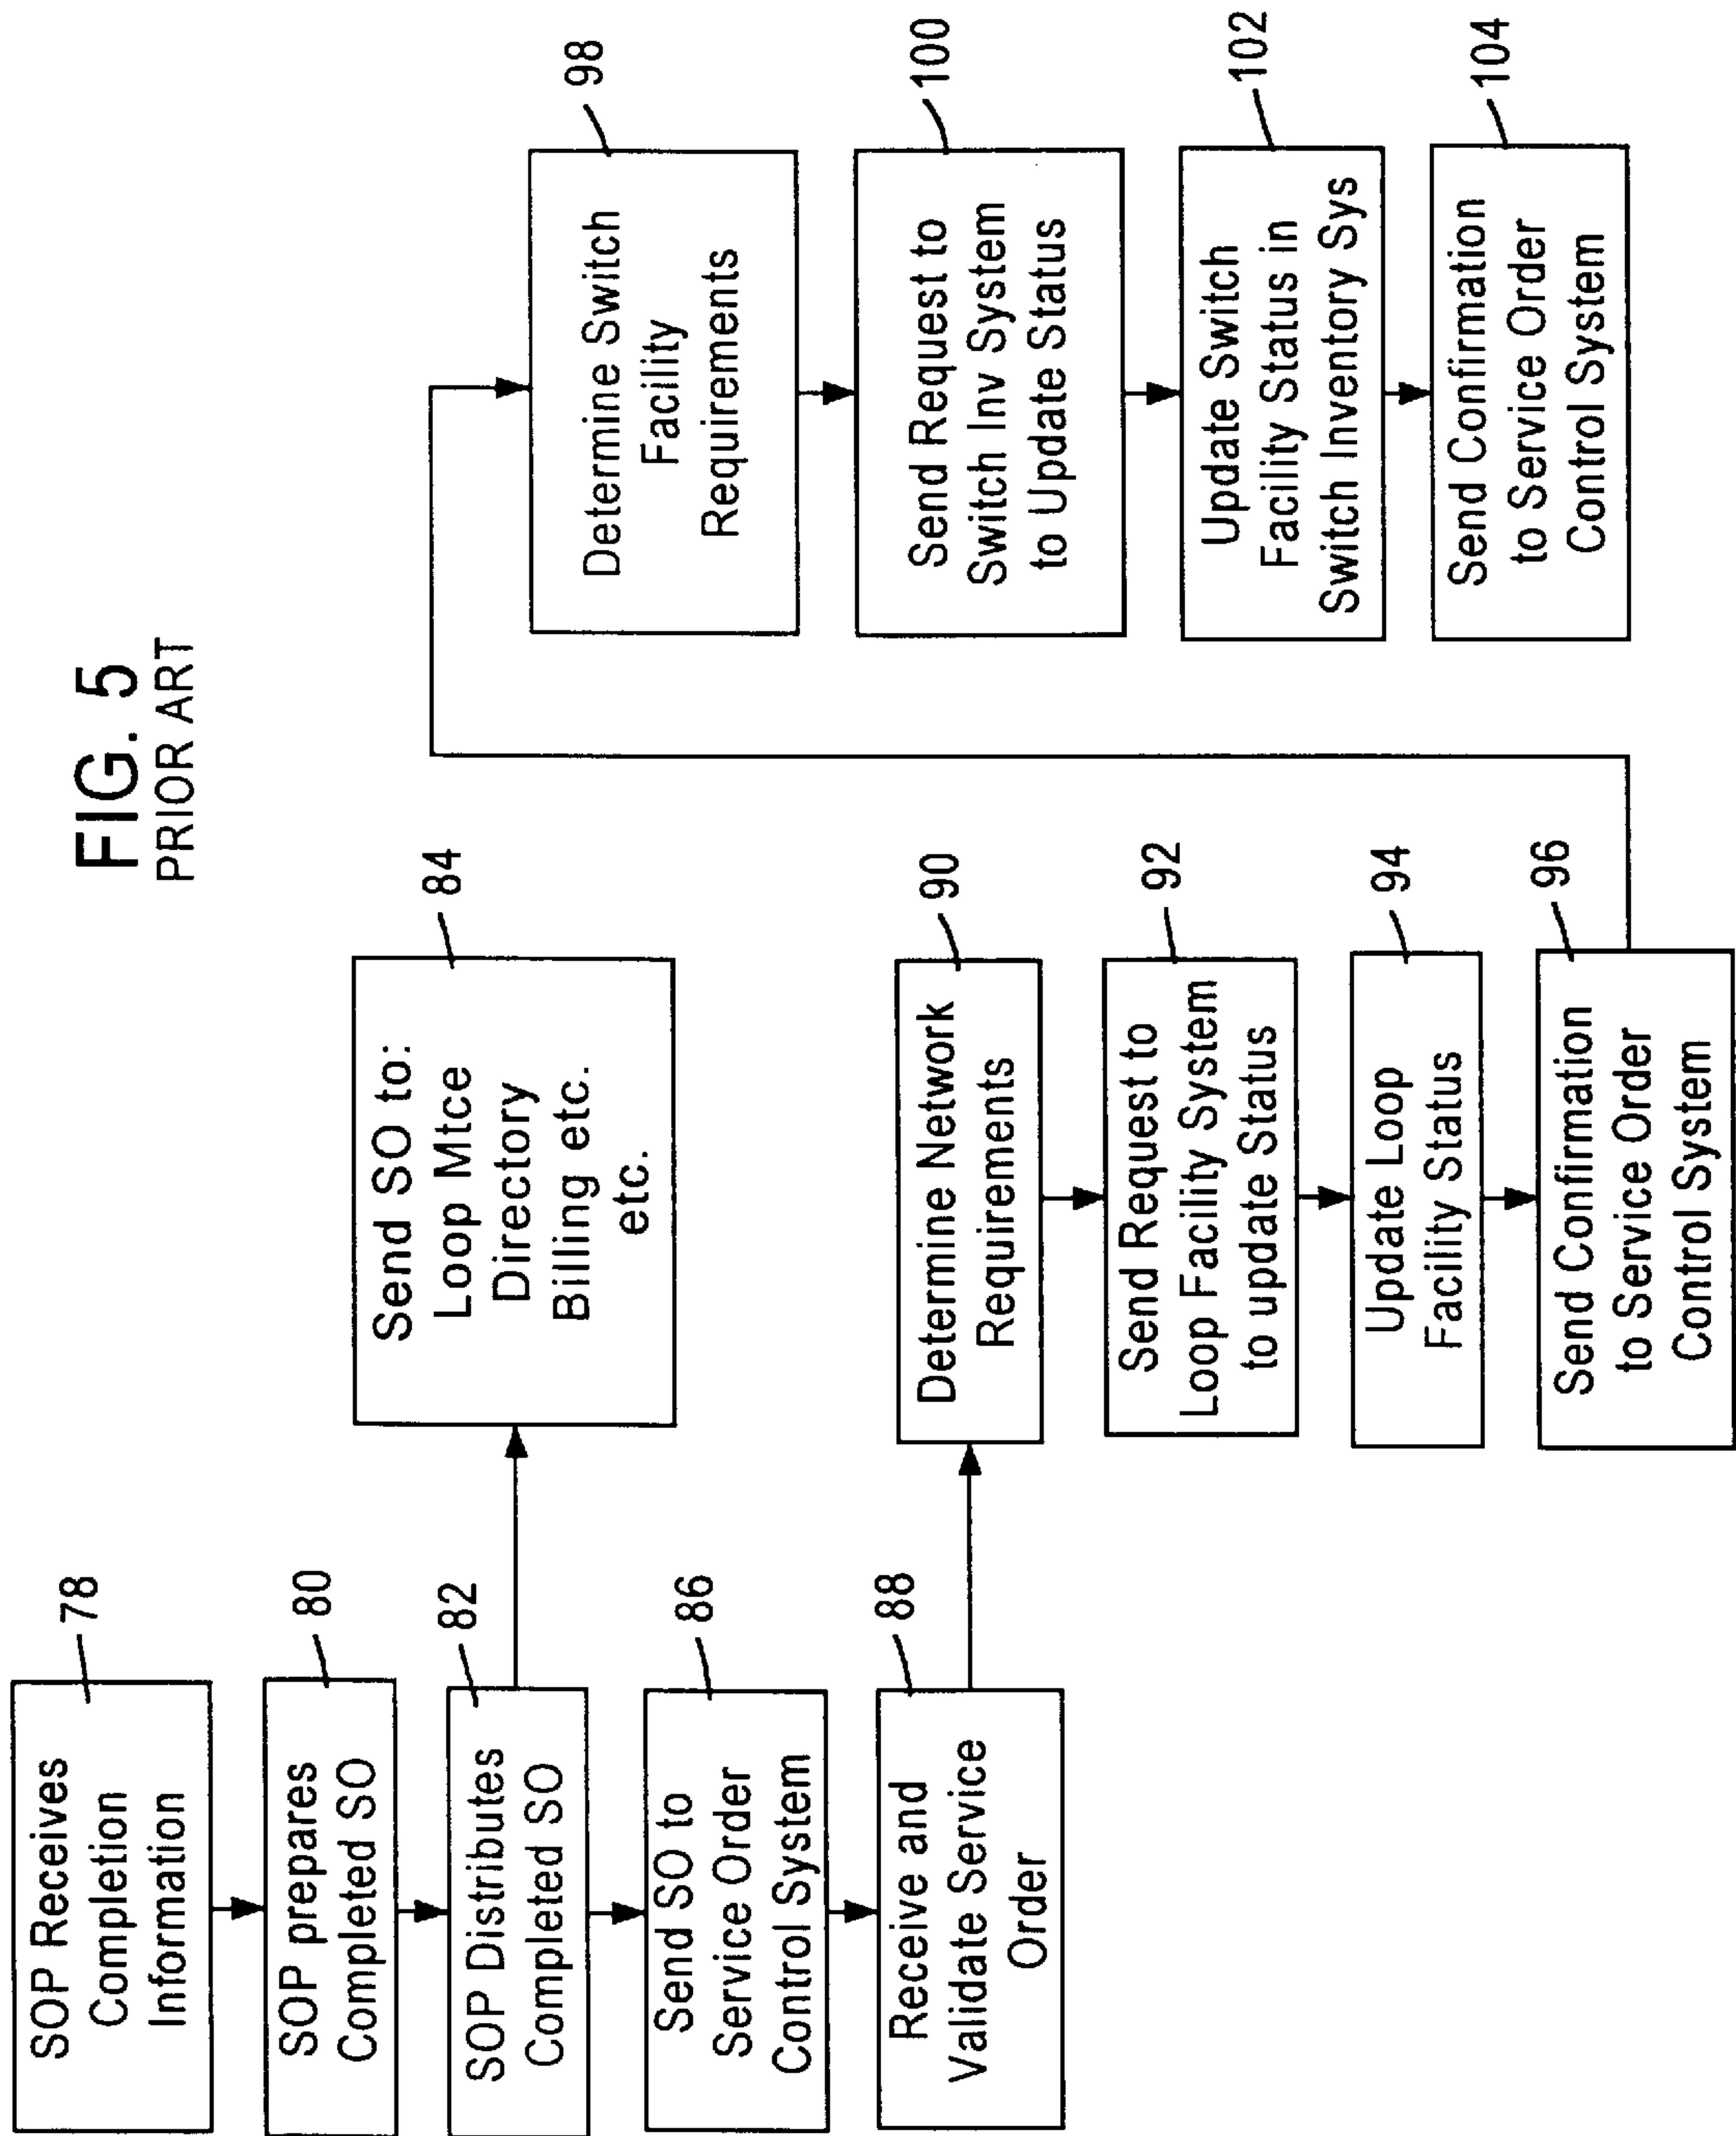 FIG. 5
PRIOR ART
78
SOP Receives
Completion
Information
80
SOP prepares
Completed SO
82
SOP Distributes
Completed SO
84
Send SO to:
Loop Mtce
Directory
Billing etc.
etc.
86
Send SO to
Service Order
Control System
88
Receive and
Validate Service
Order
90
Determine Network
Requirements
92
Send Request to
Loop Facility System
to update Status
94
Update Loop
Facility Status
96
Send Confirmation
to Service Order
Control System
98
Determine Switch
Facility
Requirements
100
Send Request to
Switch Inv System
to Update Status
102
Update Switch
Facility Status in
Switch Inventory Sys
104
Send Confirmation
to Service Order
Control System